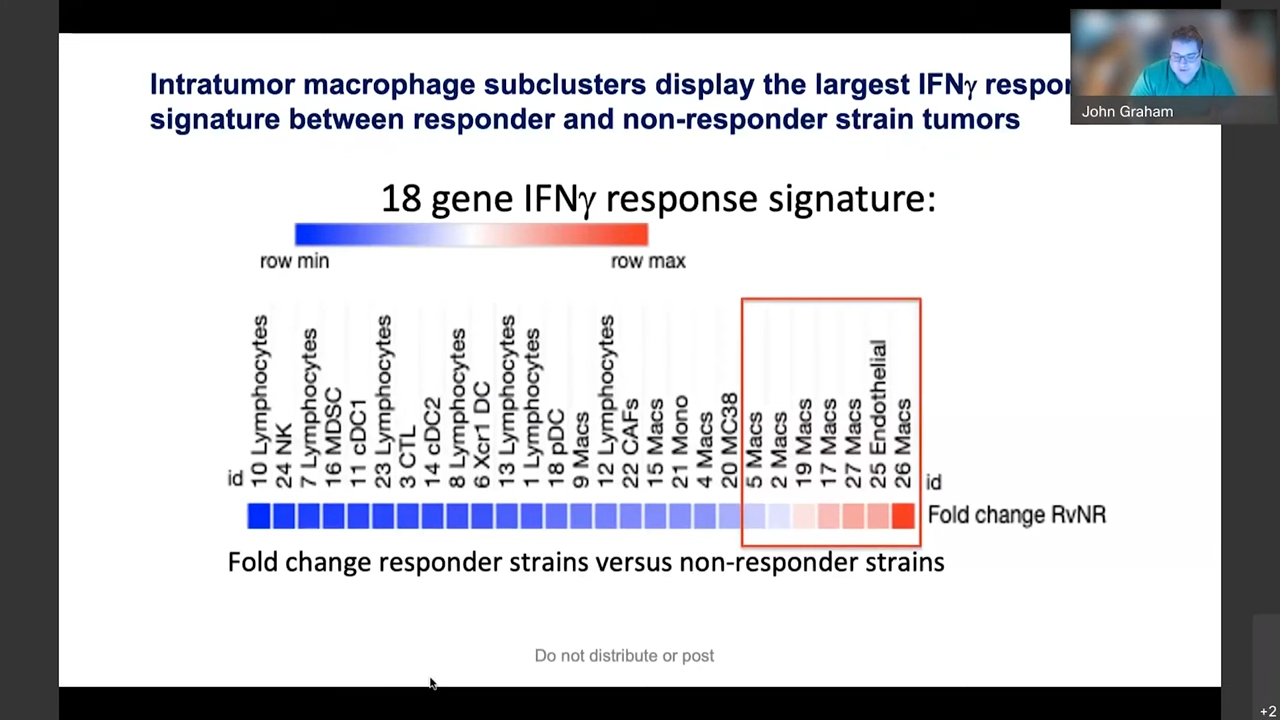 Intratumor macrophage subclusters display the largest IFNγ respon
signature between responder and non-responder strain tumors
John Graham
18 gene IFNγ response signature:
row min
row max
id
10 Lymphocytes
24 NK
7 Lymphocytes
16 MDSC
11 cDC1
23 Lymphocytes
3 CTL
14 cDC2
8 Lymphocytes
6 Xcr1 DC
13 Lymphocytes
1 Lymphocytes
18 pDC
9 Macs
12 Lymphocytes
22 CAFs
15 Macs
21 Mono
4 Macs
20 MC38
5 Macs
2 Macs
19 Macs
17 Macs
27 Macs
25 Endothelial
26 Macs
id
Fold change RvNR
Fold change responder strains versus non-responder strains
Do not distribute or post
+2